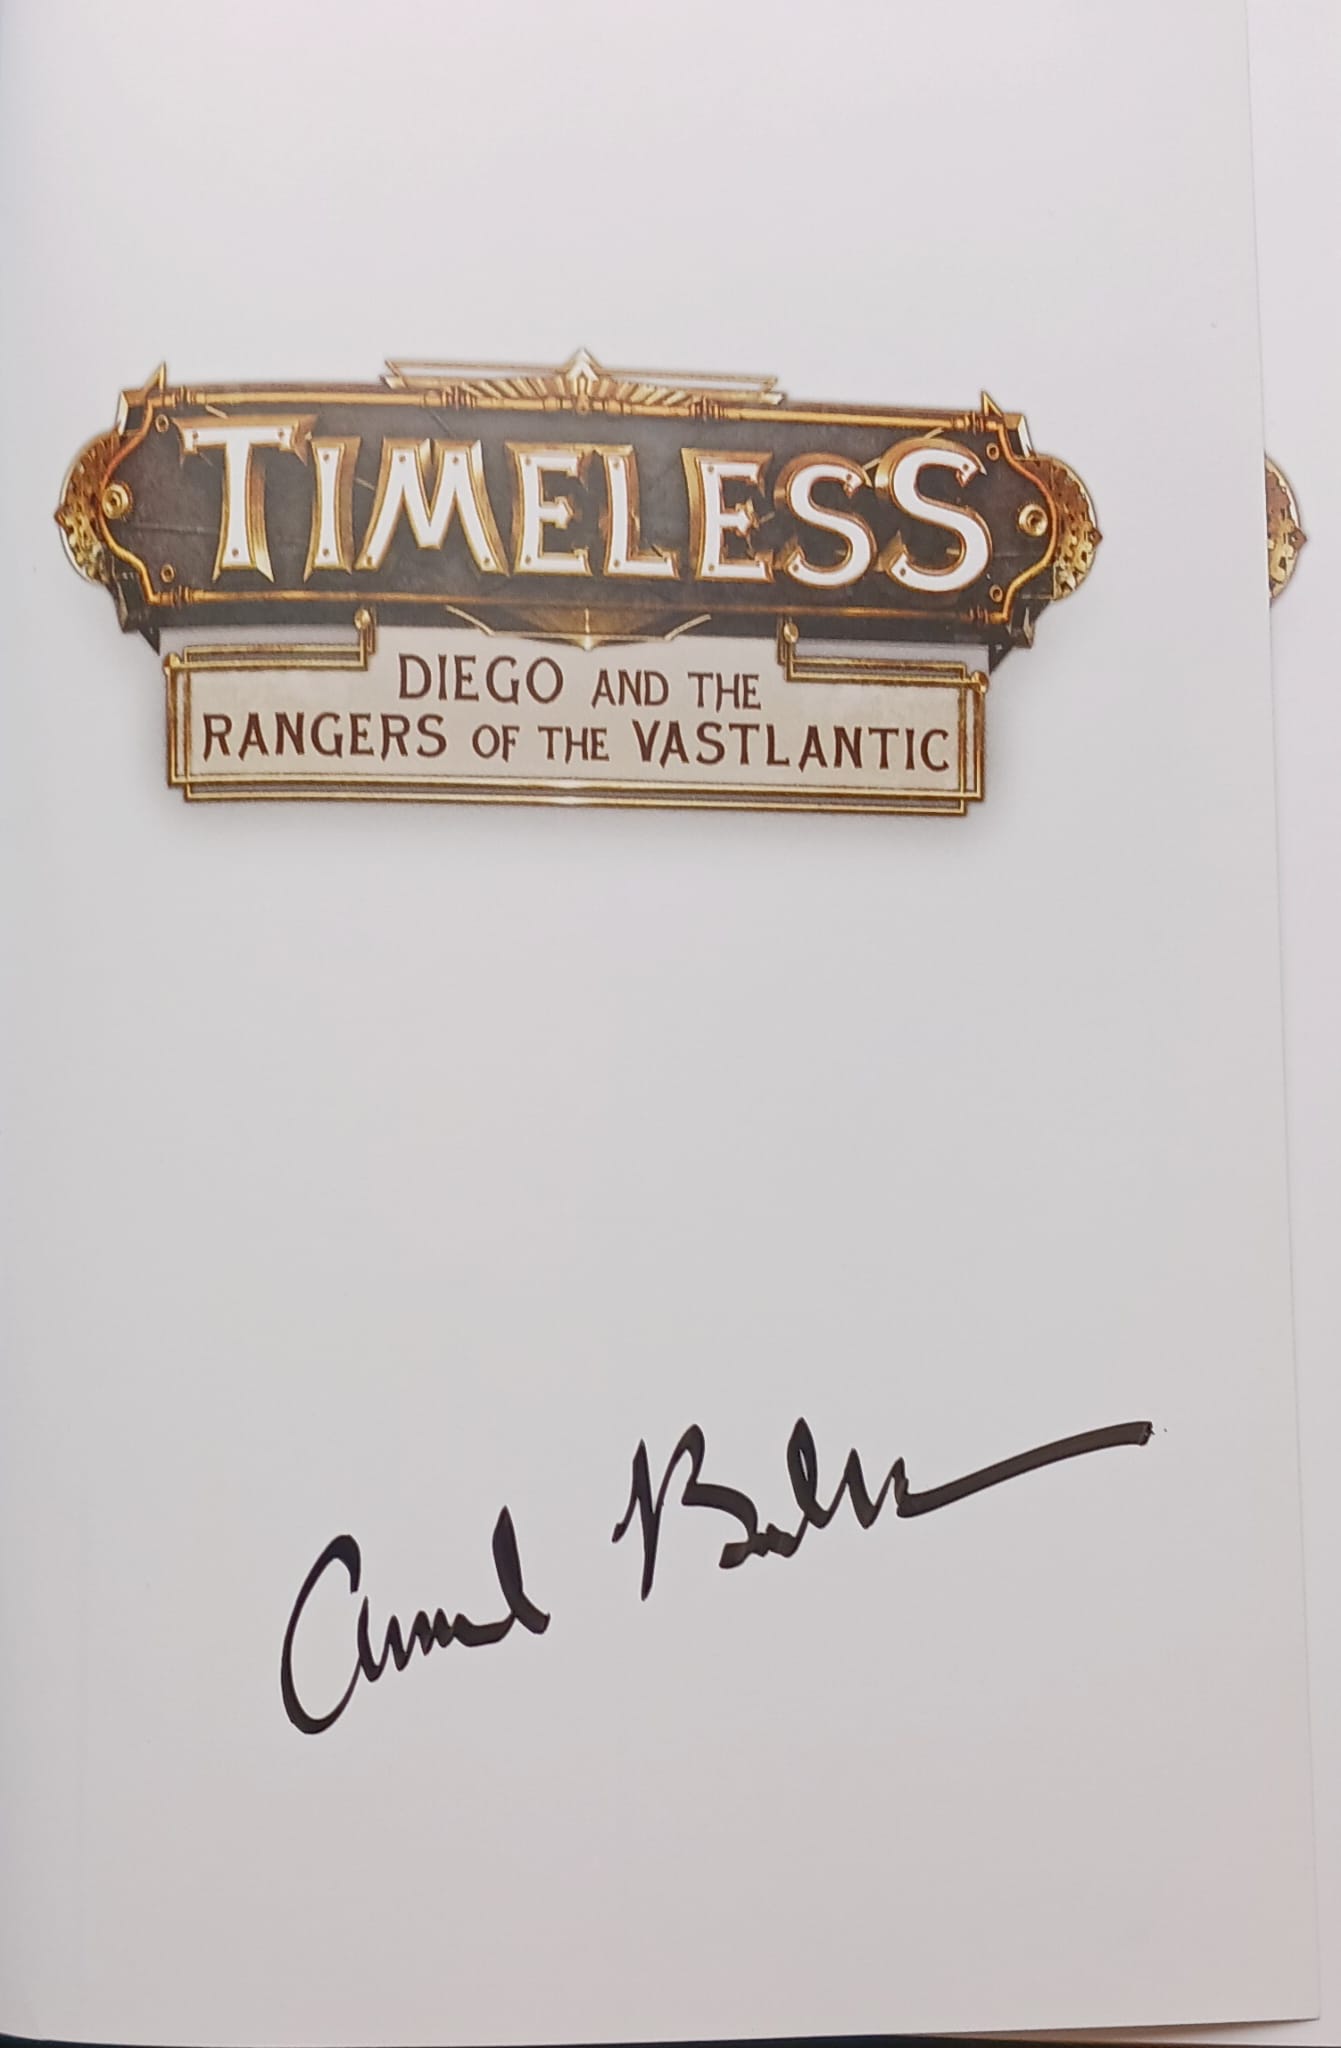 TIMELESS
DIEGO AND THE
RANGERS OF THE VASTLANTIC